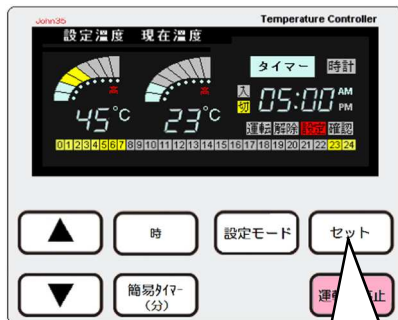 John35
Temperature Controller
設定温度 現在温度
タイマー 時計
高 高
入
切 05:00 AM PM
45°C 23°C
運転 解除 設定 確認
0 1 2 3 4 5 6 7 8 9 10 11 12 13 14 15 16 17 18 19 20 21 22 23 24
▲ 時 設定モード セット
▼ 簡易タイマー
(分)
運 止